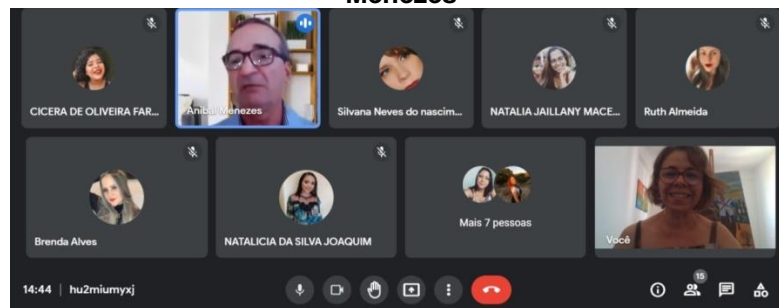 Menezes
CICERA DE OLIVEIRA FAR...
Anibal Menezes
Silvana Neves do nascim...
NATALIA JAILLANY MACE...
Ruth Almeida
Brenda Alves
NATALICIA DA SILVA JOAQUIM
Mais 7 pessoas
Você
14:44 | hu2miumyxj
15